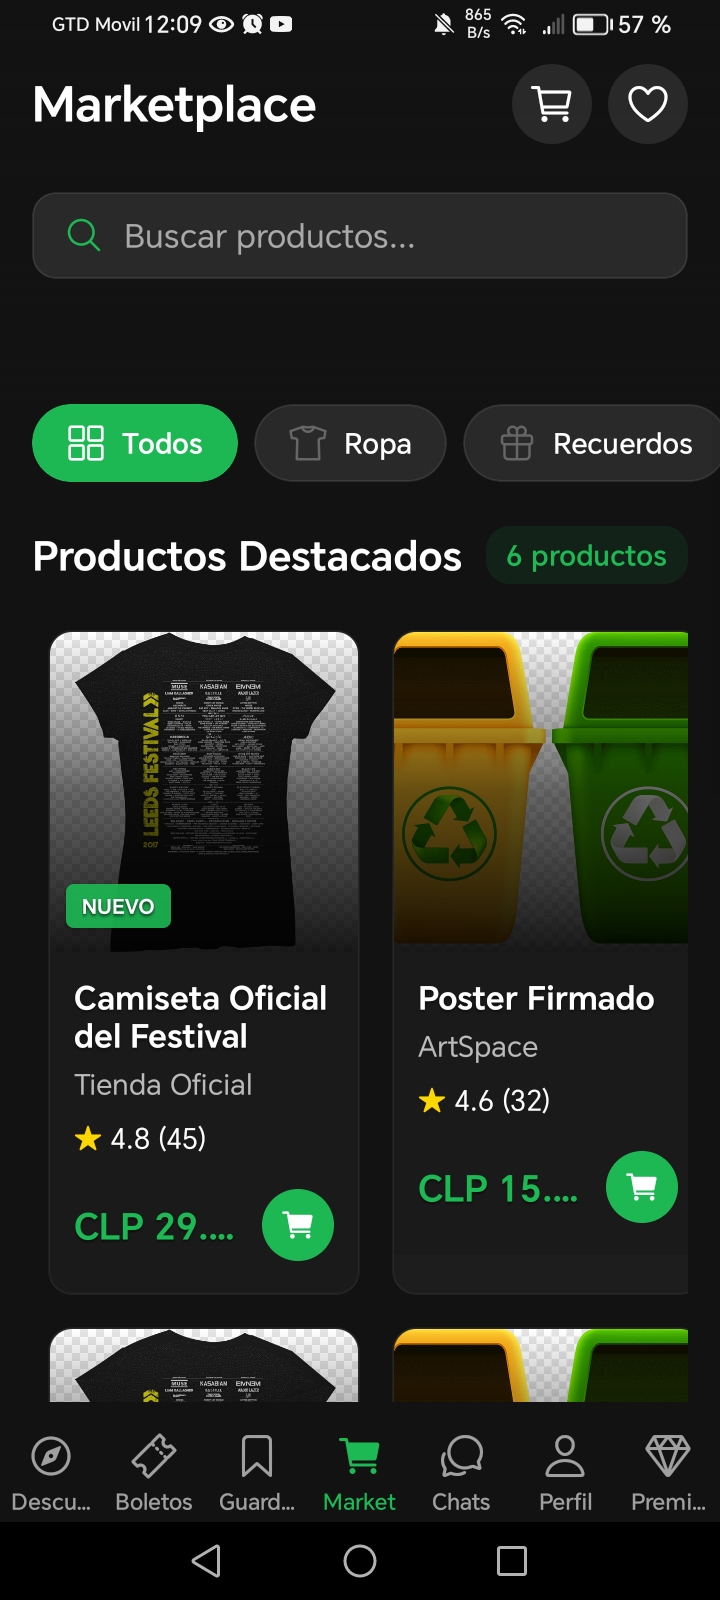 GTD Movil 12:09 865 B/s 57 %
Marketplace
Buscar productos...
Todos Ropa Recuerdos
Productos Destacados 6 productos
MUSE KASABIAN EMINEM
LEEDS FESTIVAL
2017
NUEVO
Camiseta Oficial
del Festival
Tienda Oficial
4.8 (45)
CLP 29....
Poster Firmado
ArtSpace
4.6 (32)
CLP 15....
MUSE KASABIAN EMINEM
Descu... Boletos Guard... Market Chats Perfil Premi...